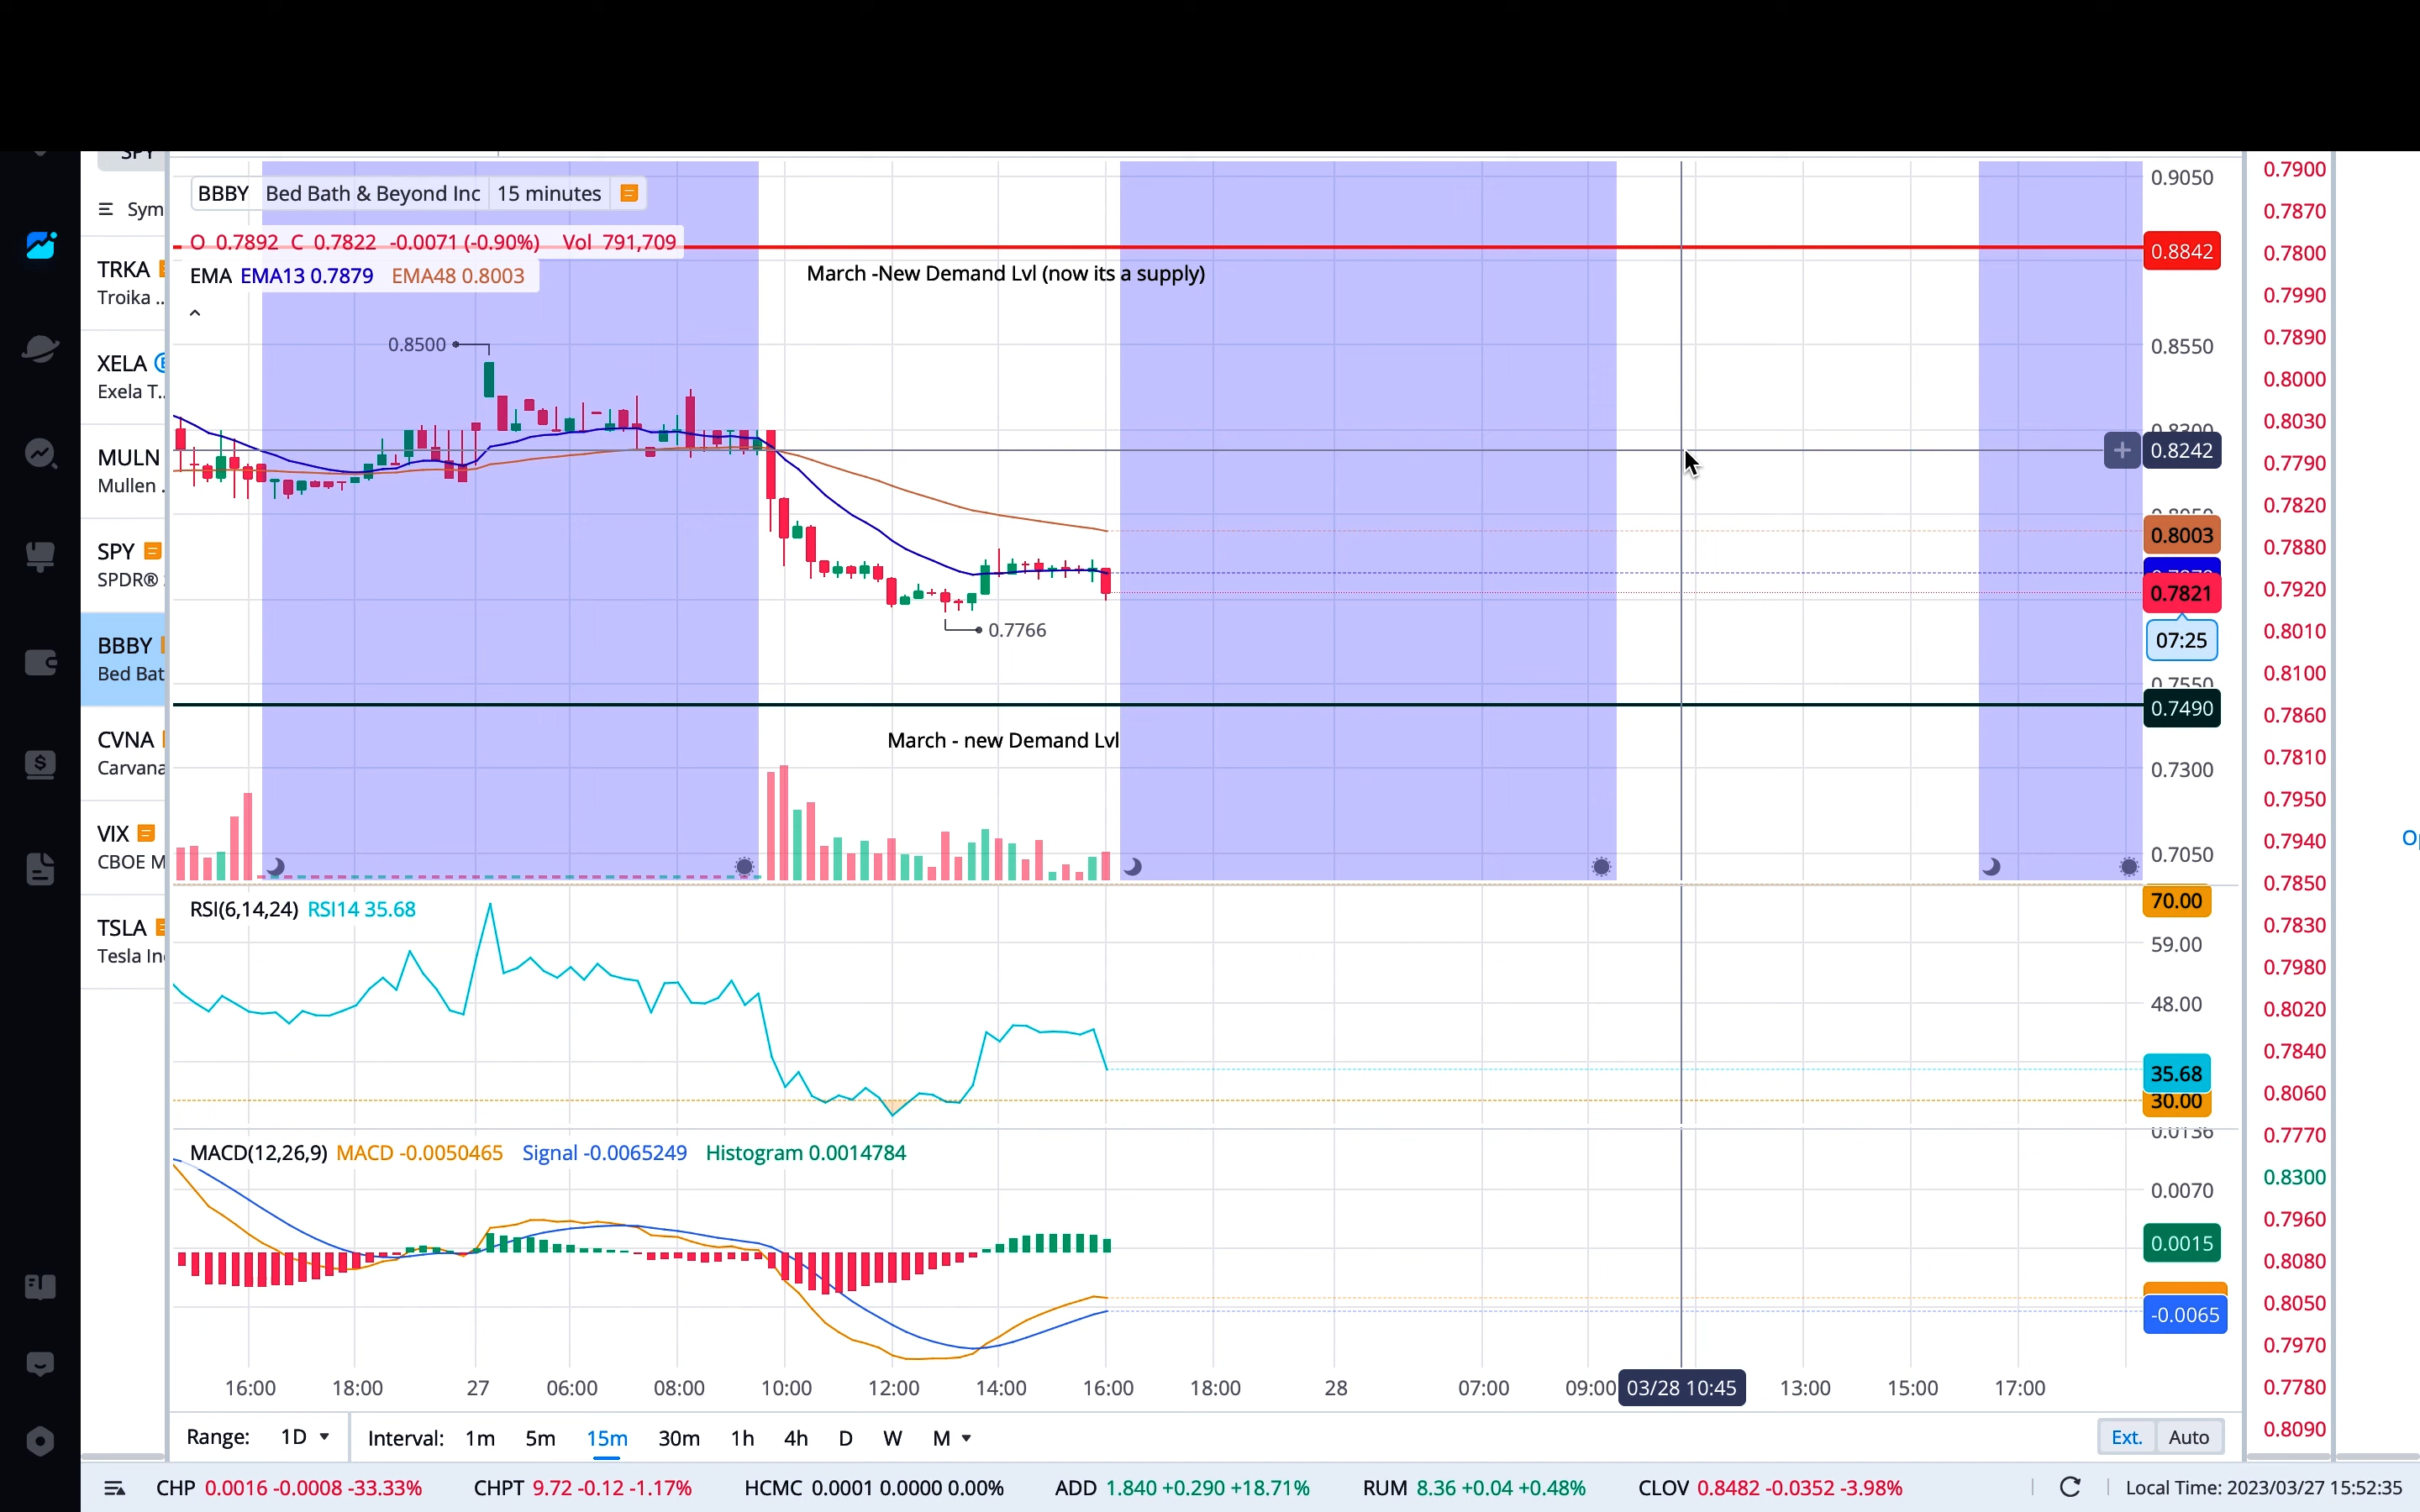 Sym
TRKA
Troika ..
XELA
Exela T..
MULN
Mullen .
SPY
SPDR®
BBBY
Bed Bat
CVNA
Carvana
VIX
CBOE M
TSLA
Tesla In
BBBY Bed Bath & Beyond Inc 15 minutes
O 0.7892 C 0.7822 -0.0071 (-0.90%) Vol 791,709
EMA EMA13 0.7879 EMA48 0.8003
March -New Demand Lvl (now its a supply)
0.8500
0.7766
March - new Demand Lvl
0.9050
0.8842
0.8550
0.8242
0.8003
0.7821
07:25
0.7490
0.7300
0.7050
RSI(6,14,24) RSI14 35.68
70.00
59.00
48.00
35.68
30.00
MACD(12,26,9) MACD -0.0050465 Signal -0.0065249 Histogram 0.0014784
0.0136
0.0070
0.0015
-0.0065
16:00 18:00 27 06:00 08:00 10:00 12:00 14:00 16:00 18:00 28 07:00 09:00 03/28 10:45 13:00 15:00 17:00
Range: 1D Interval: 1m 5m 15m 30m 1h 4h D W M Ext. Auto
0.7900
0.7870
0.7800
0.7990
0.7890
0.8000
0.8030
0.7790
0.7820
0.7880
0.7920
0.8010
0.8100
0.7860
0.7810
0.7950
0.7940
0.7850
0.7830
0.7980
0.8020
0.7840
0.8060
0.7770
0.8300
0.7960
0.8080
0.8050
0.7970
0.7780
0.8090
CHP 0.0016 -0.0008 -33.33% CHPT 9.72 -0.12 -1.17% HCMC 0.0001 0.0000 0.00% ADD 1.840 +0.290 +18.71% RUM 8.36 +0.04 +0.48% CLOV 0.8482 -0.0352 -3.98% Local Time: 2023/03/27 15:52:35